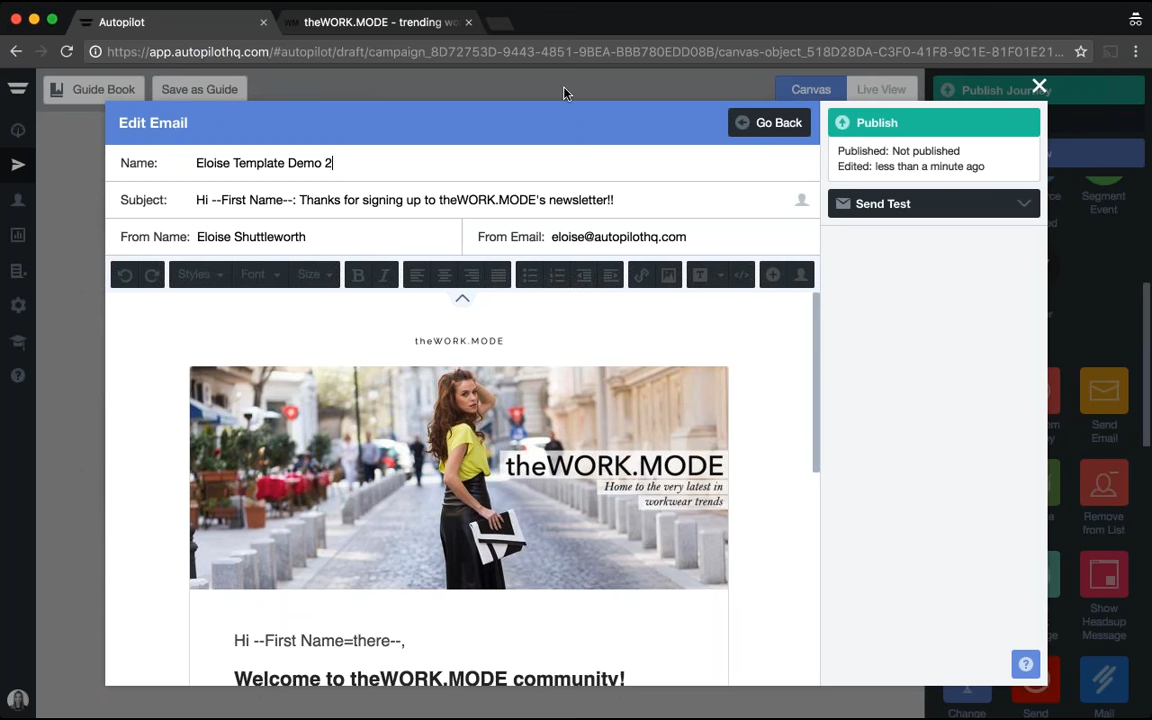 Autopilot
theWORK.MODE - trending wo
https://app.autopilothq.com/#autopilot/draft/campaign_8D72753D-9443-4851-9BEA-BBB780EDD08B/canvas-object_518D28DA-C3F0-41F8-9C1E-81F01E21...
Guide Book
Save as Guide
Canvas
Live View
Publish Journey
Edit Email
Go Back
Publish
Name: Eloise Template Demo 2
Published: Not published
Edited: less than a minute ago
Subject: Hi --First Name--: Thanks for signing up to theWORK.MODE's newsletter!!
Send Test
Segment
Event
From Name: Eloise Shuttleworth
From Email: eloise@autopilothq.com
Styles
Font
Size
B
I
T
theWORK.MODE
theWORK.MODE
Home to the very latest in
workwear trends
Send
Email
Remove
from List
Show
Headsup
Message
Hi --First Name=there--,
Welcome to theWORK.MODE community!
Change
Send
Mail